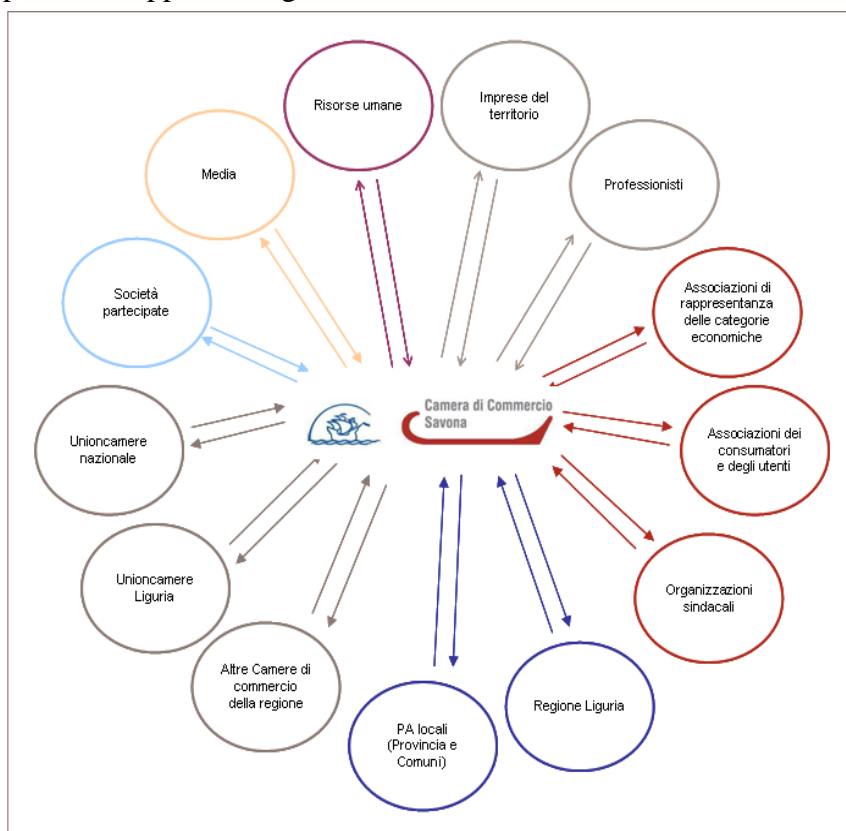 Risorse umane
Imprese del
territorio
Media
Professionisti
Società
partecipate
Associazioni di
rappresentanza
delle categorie
economiche
Camera di Commercio
Savona
Unioncamere
nazionale
Associazioni dei
consumatori
e degli utenti
Unioncamere
Liguria
Organizzazioni
sindacali
Altre Camere di
commercio
della regione
PA locali
(Provincia e
Comuni)
Regione Liguria